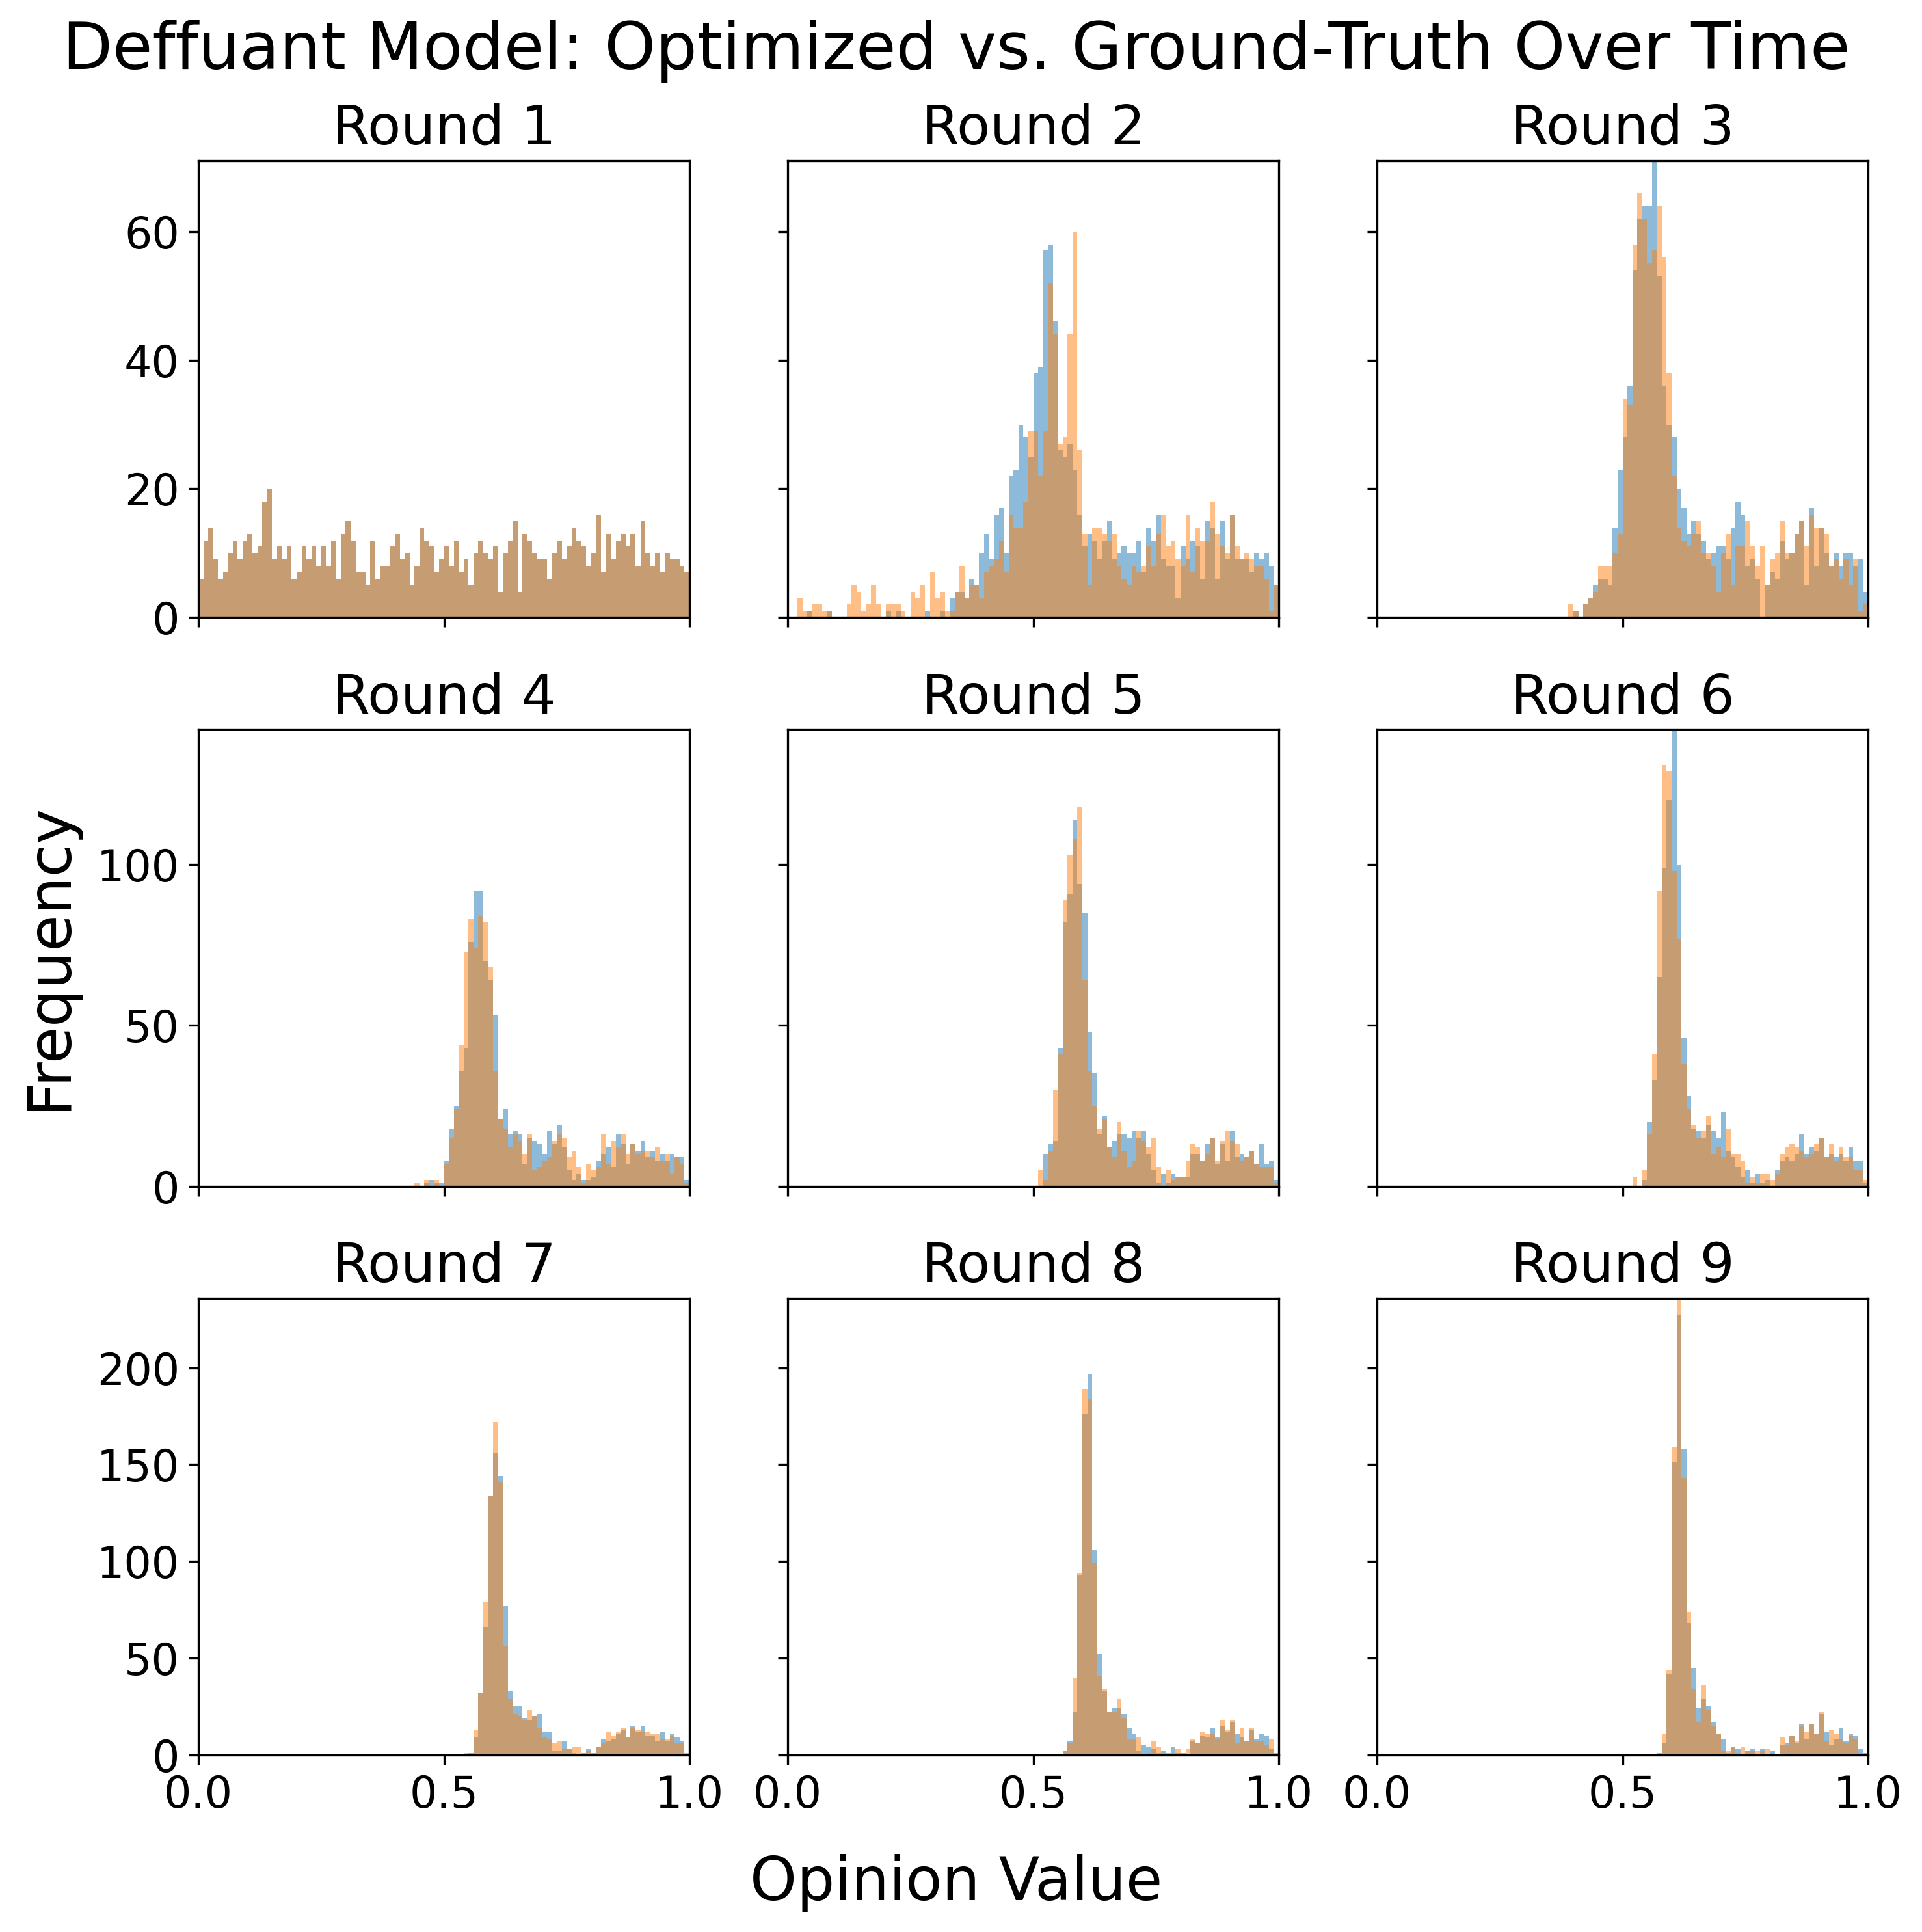 Deffuant Model: Optimized vs. Ground-Truth Over Time
Round 1
Round 2
Round 3
60
40
20
0
Round 4
Round 5
Round 6
Frequency
100
50
0
Round 7
Round 8
Round 9
200
150
100
50
0
0.0 0.5 1.0
0.0 0.5 1.0
0.0 0.5 1.0
Opinion Value